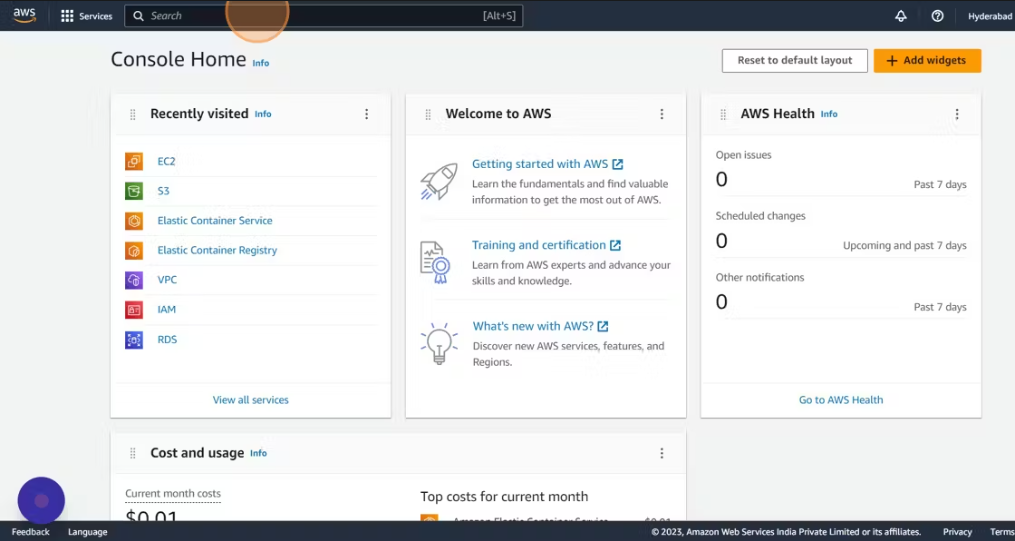 aws
Services
Search
[Alt+S]
Hyderabad
Console Home Info
Reset to default layout
+ Add widgets
Recently visited Info
EC2
S3
Elastic Container Service
Elastic Container Registry
VPC
IAM
RDS
View all services
Welcome to AWS
Getting started with AWS
Learn the fundamentals and find valuable
information to get the most out of AWS.
Training and certification
Learn from AWS experts and advance your
skills and knowledge.
What's new with AWS?
Discover new AWS services, features, and
Regions.
AWS Health Info
Open issues
0
Past 7 days
Scheduled changes
0
Upcoming and past 7 days
Other notifications
0
Past 7 days
Go to AWS Health
Cost and usage Info
Current month costs
$0.01
Top costs for current month
Amazon Elastic Container Service
$0.01
Feedback
Language
© 2023, Amazon Web Services India Private Limited or its affiliates.
Privacy
Terms